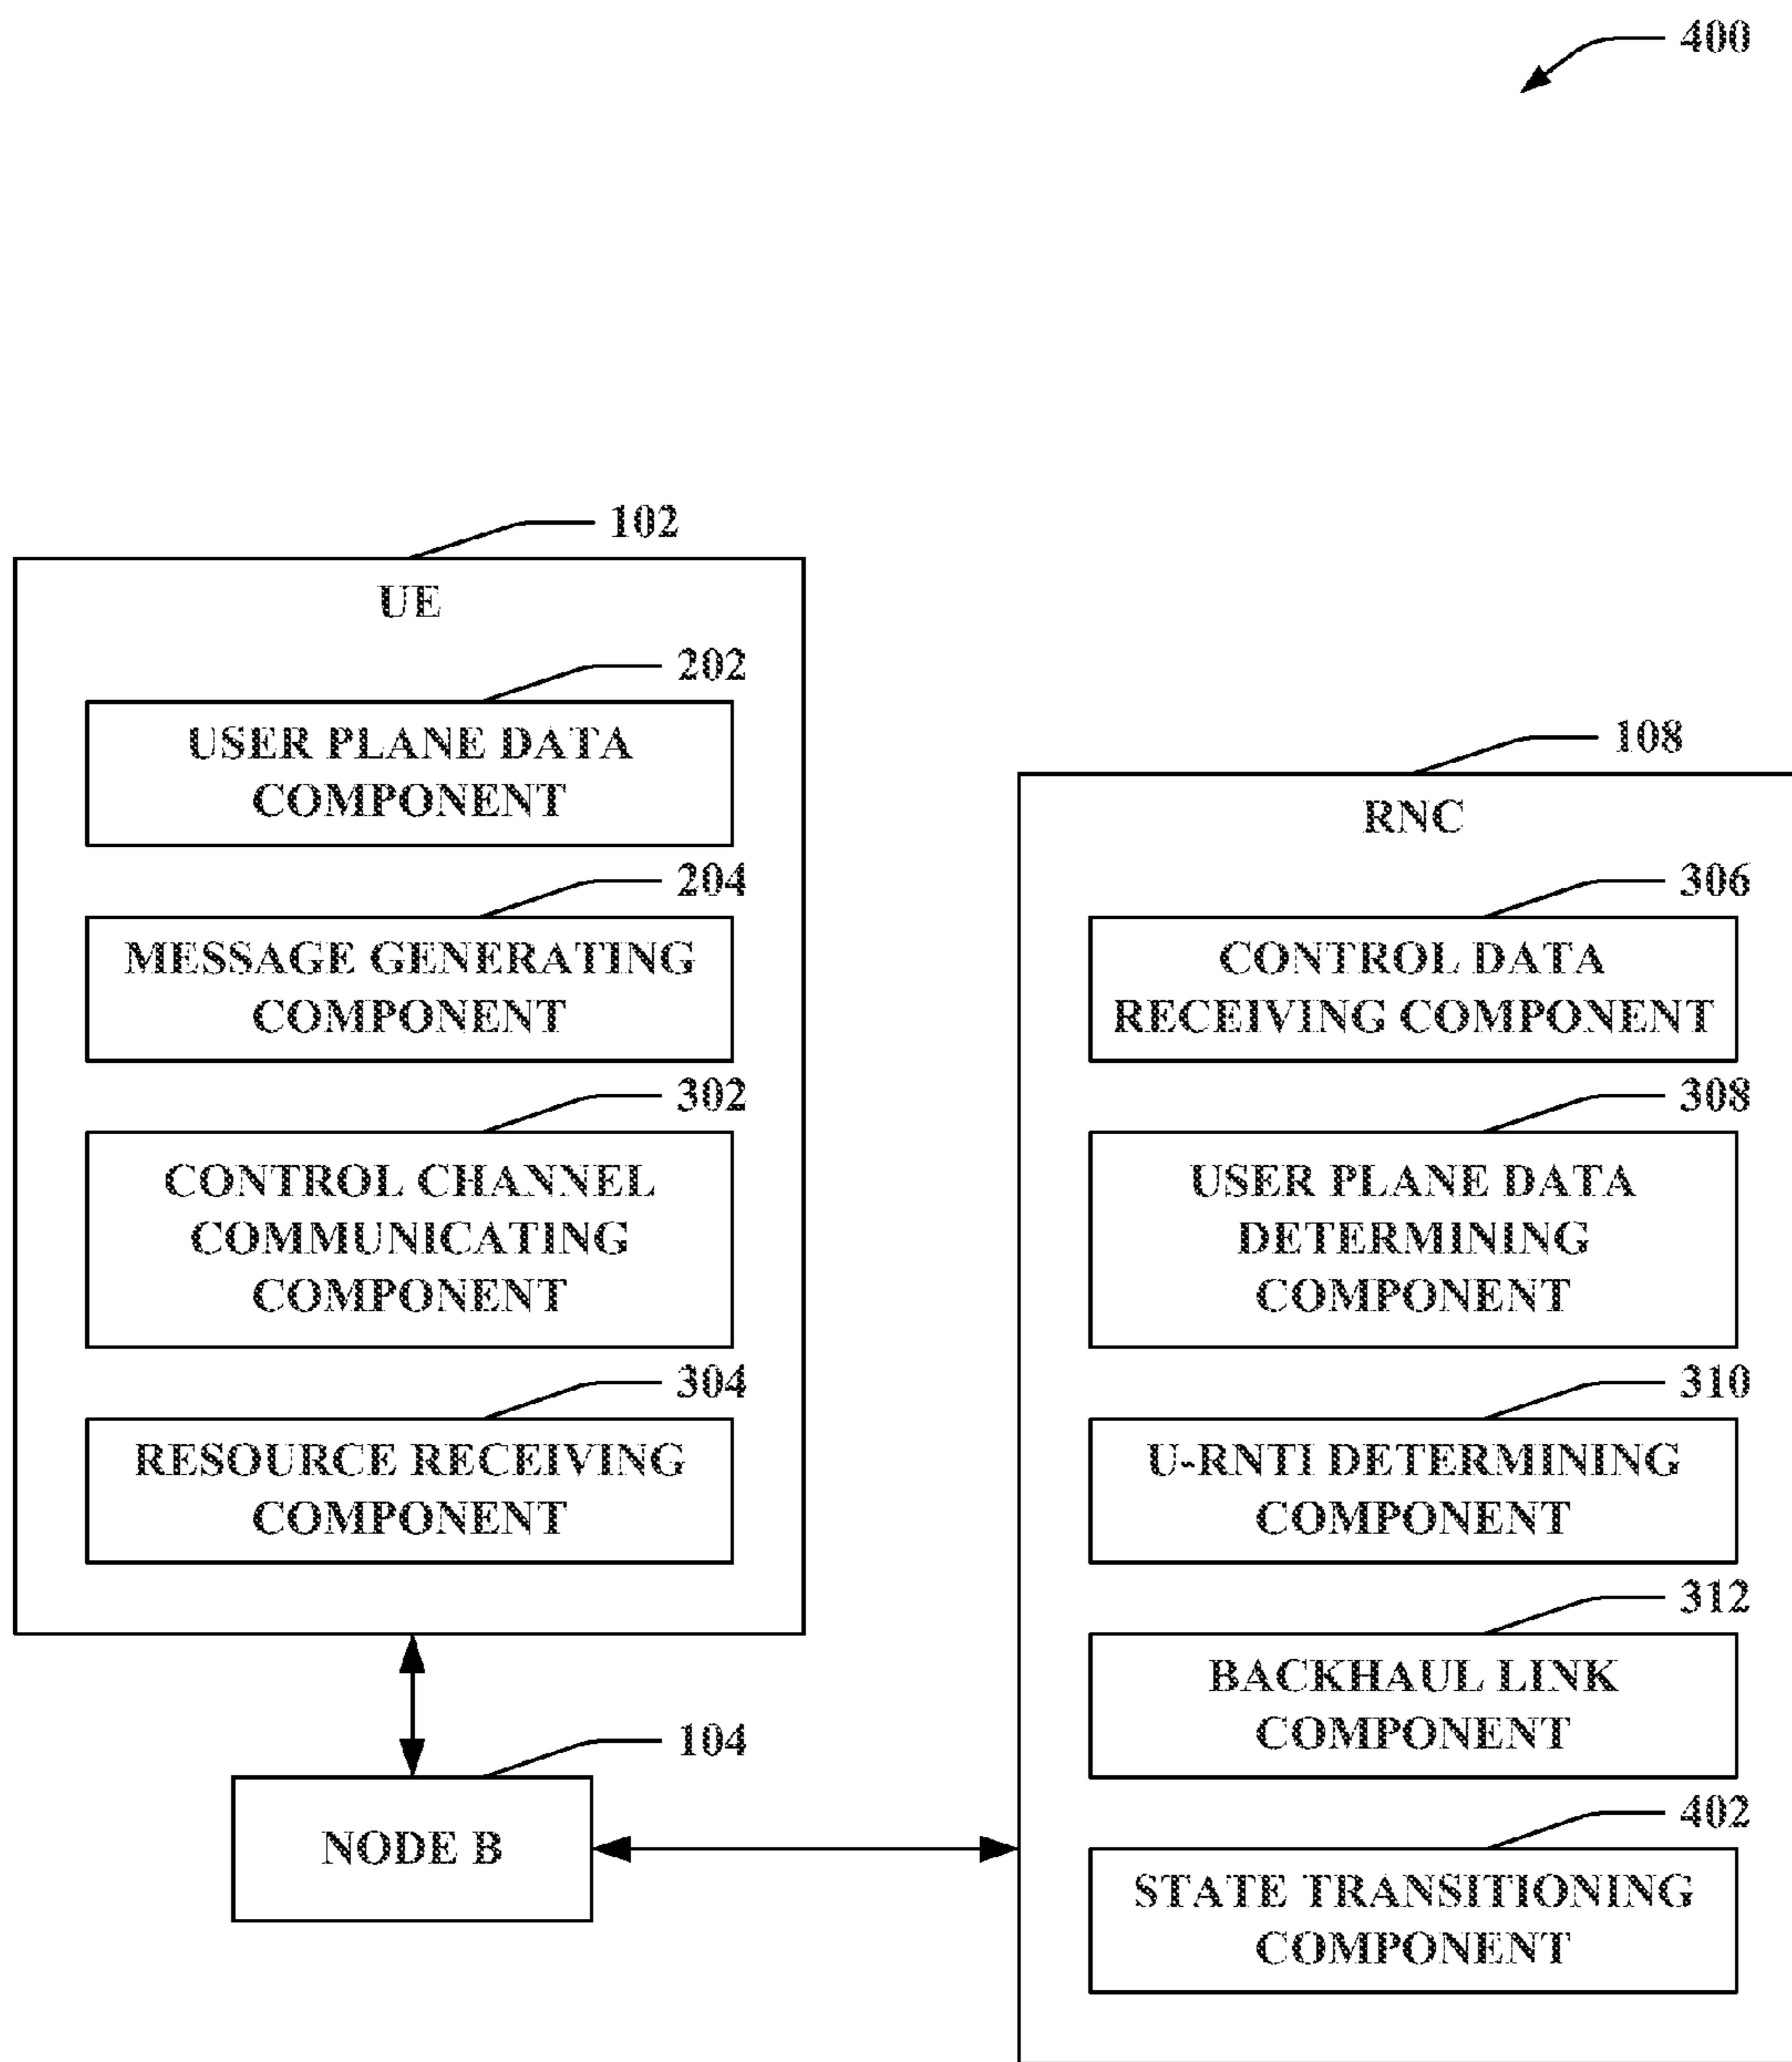 400
102
UE
202
USER PLANE DATA
COMPONENT
204
MESSAGE GENERATING
COMPONENT
302
CONTROL CHANNEL
COMMUNICATING
COMPONENT
304
RESOURCE RECEIVING
COMPONENT
104
NODE B
108
RNC
306
CONTROL DATA
RECEIVING COMPONENT
308
USER PLANE DATA
DETERMINING
COMPONENT
310
U-RNTI DETERMINING
COMPONENT
312
BACKHAUL LINK
COMPONENT
402
STATE TRANSITIONING
COMPONENT